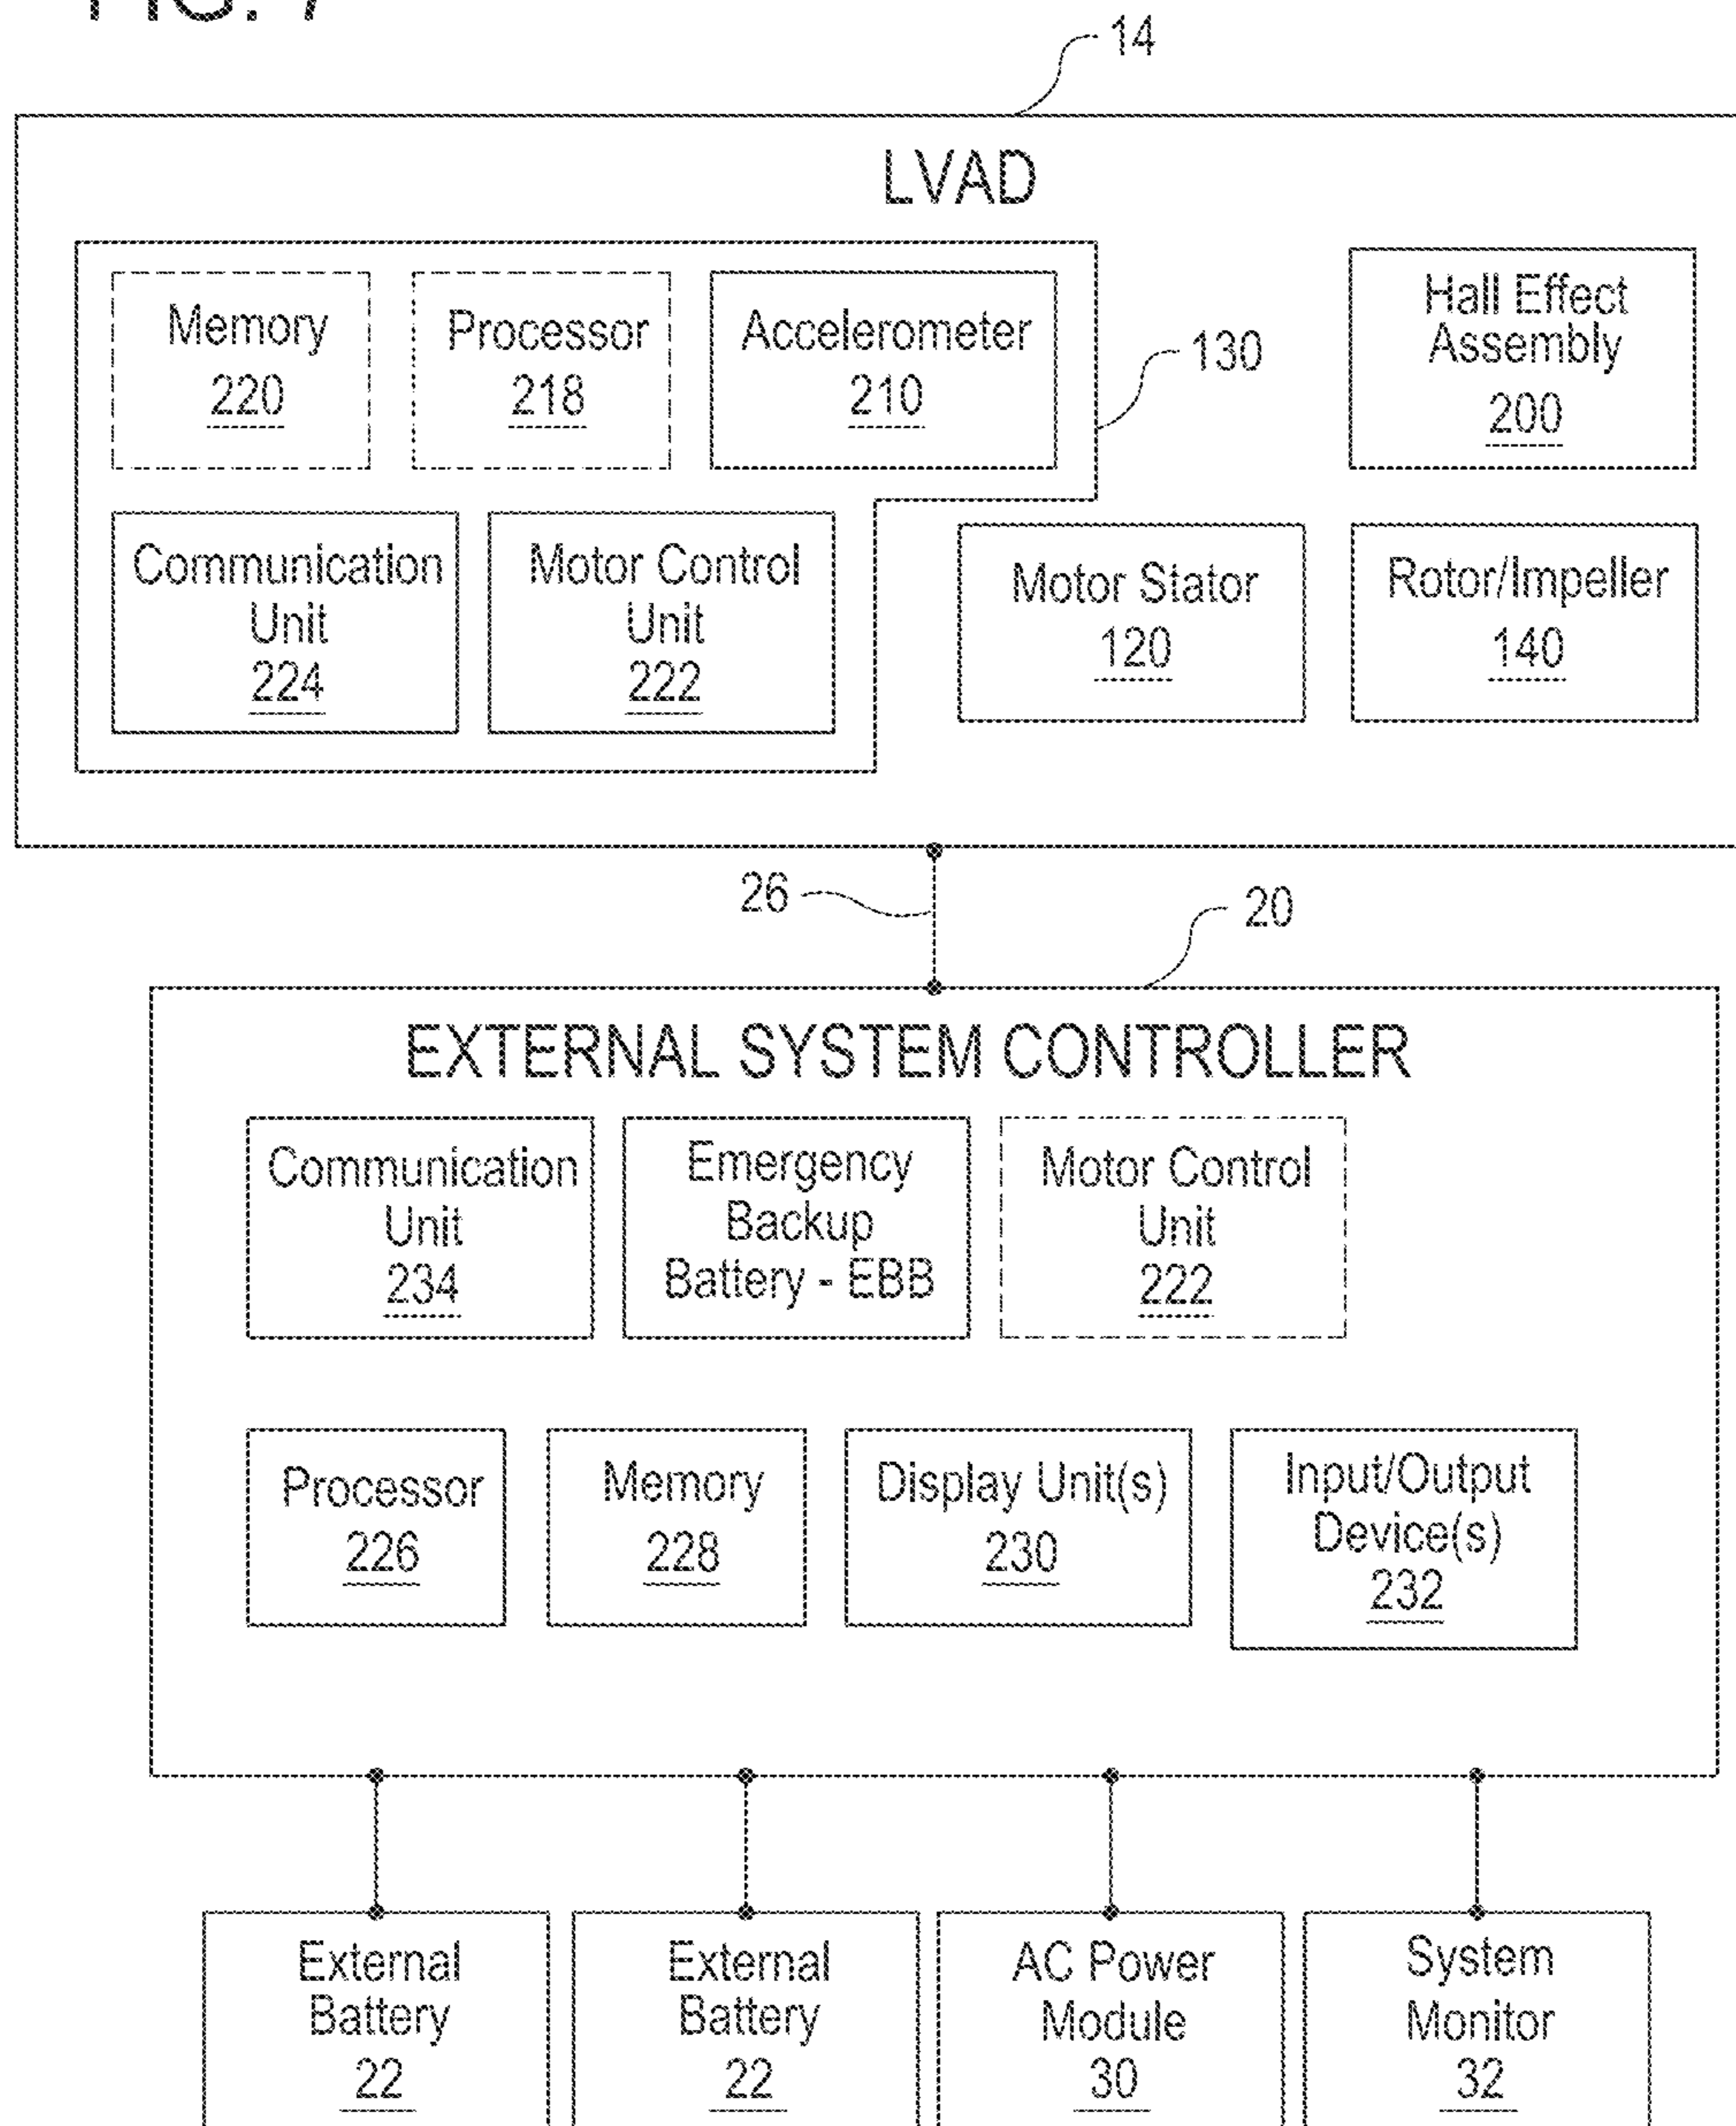 FIG. 7
14
LVAD
Memory
220
Processor
218
Accelerometer
210
130
Hall Effect
Assembly
200
Communication
Unit
224
Motor Control
Unit
222
Motor Stator
120
Rotor/Impeller
140
26
20
EXTERNAL SYSTEM CONTROLLER
Communication
Unit
234
Emergency
Backup
Battery - EBB
Motor Control
Unit
222
Processor
226
Memory
228
Display Unit(s)
230
Input/Output
Device(s)
232
External
Battery
22
External
Battery
22
AC Power
Module
30
System
Monitor
32